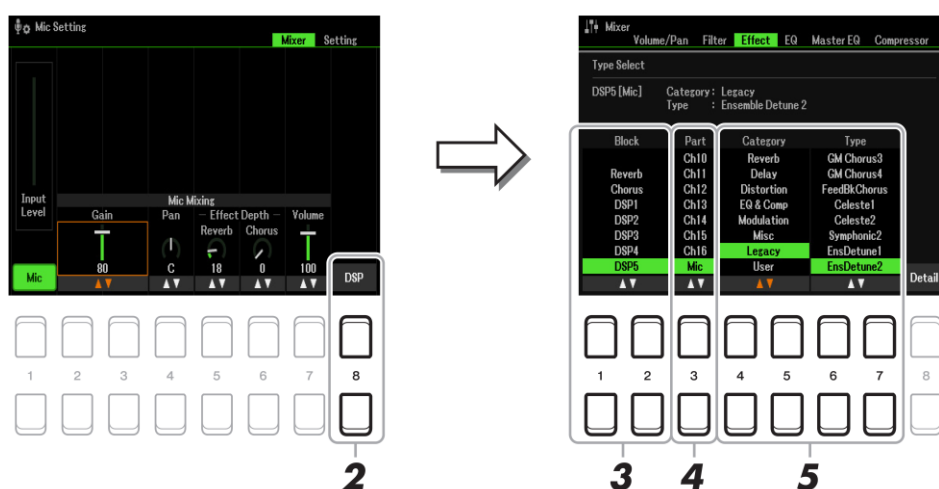 Mic Setting
Mixer Setting
Input Level
Mic Mixing
Gain Pan Effect Depth Volume
Reverb Chorus
80 C 18 0 100
Mic DSP
1 2 3 4 5 6 7 8
2
Mixer
Volume/Pan Filter Effect EQ Master EQ Compressor
Type Select
DSP5 [Mic] Category : Legacy
Type : Ensemble Detune 2
Block Part Category Type
Ch10 Reverb GM Chorus3
Reverb Ch11 Delay GM Chorus4
Chorus Ch12 Distortion FeedBkChorus
DSP1 Ch13 EQ & Comp Celeste1
DSP2 Ch14 Modulation Celeste2
DSP3 Ch15 Misc Symphonic2
DSP4 Ch16 Legacy EnsDetune1
DSP5 Mic User EnsDetune2
Detail
1 2 3 4 5 6 7 8
3 4 5